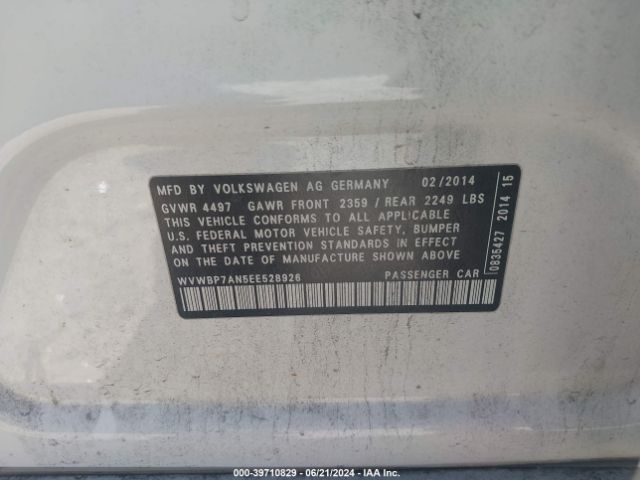 MFD BY VOLKSWAGEN AG GERMANY 02/2014
GVWR 4497 GAWR FRONT 2359 / REAR 2249 LBS
THIS VEHICLE CONFORMS TO ALL APPLICABLE
U.S. FEDERAL MOTOR VEHICLE SAFETY, BUMPER
AND THEFT PREVENTION STANDARDS IN EFFECT
ON THE DATE OF MANUFACTURE SHOWN ABOVE
WVWBP7AN5EE528926 PASSENGER CAR
0835427 2014 15
000-39710829 - 06/21/2024 - IAA Inc.